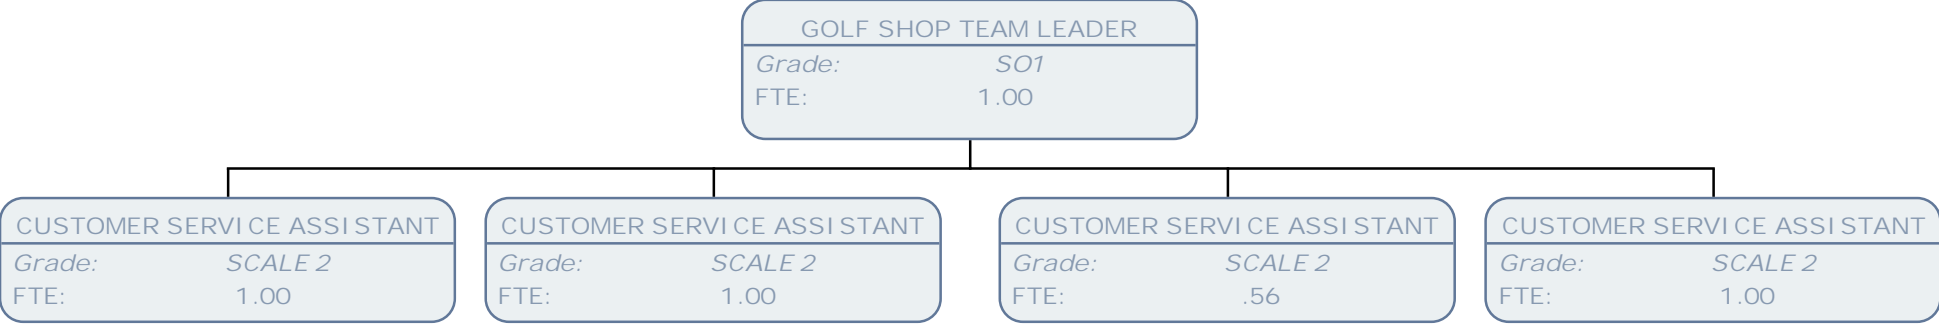 GOLF SHOP TEAM LEADER
Grade: SO1
FTE: 1.00
CUSTOMER SERVICE ASSISTANT
Grade: SCALE 2
FTE: 1.00
CUSTOMER SERVICE ASSISTANT
Grade: SCALE 2
FTE: 1.00
CUSTOMER SERVICE ASSISTANT
Grade: SCALE 2
FTE: .56
CUSTOMER SERVICE ASSISTANT
Grade: SCALE 2
FTE: 1.00